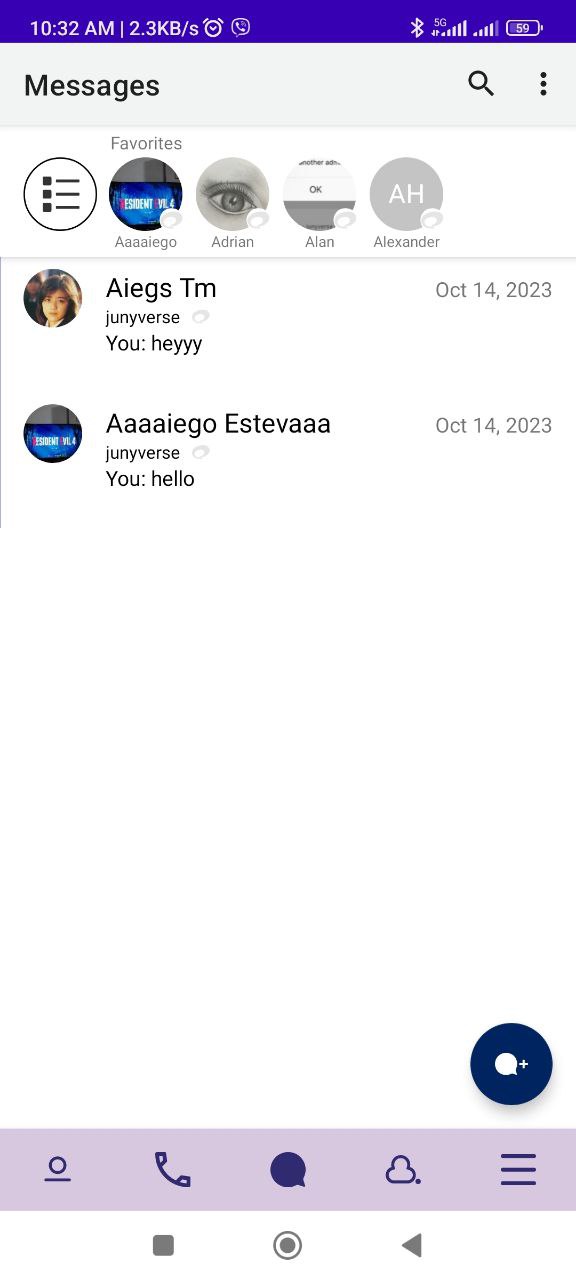 10:32 AM | 2.3KB/s
5G
59
Messages
Favorites
another adm
OK
RESIDENT EVIL 4
AH
Aaaaiego
Adrian
Alan
Alexander
Aiegs Tm
Oct 14, 2023
junyverse
You: heyyy
RESIDENT EVIL 4
Aaaaiego Estevaaa
Oct 14, 2023
junyverse
You: hello